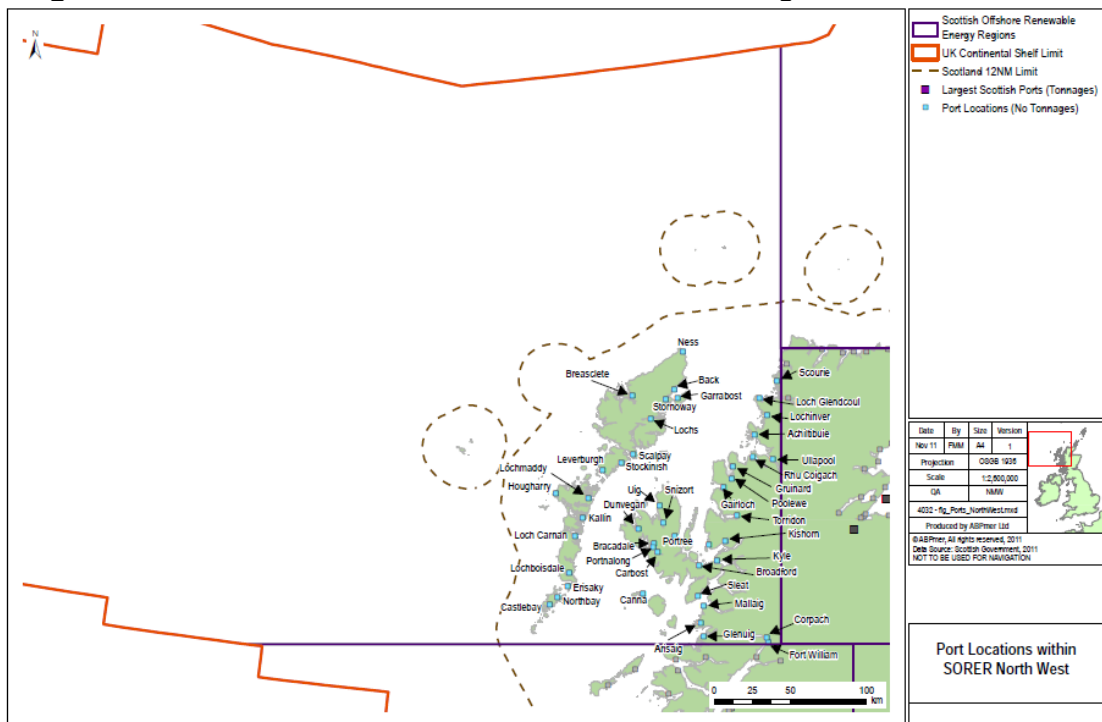 N
Scottish Offshore Renewable
Energy Regions
UK Continental Shelf Limit
Scotland 12NM Limit
Largest Scottish Ports (Tonnages)
Port Locations (No Tonnages)
Ness
Scourie
Breasclete
Back
Garrabost
Loch Glendcoul
Stornoway
Lochinver
Lochs
Achiltibuie
Scalpay
Ullapool
Leverburgh
Stockinish
Rhu Coigach
Lochmaddy
Snizort
Gruinard
Hougharry
Uig
Gairloch
Poolewe
Dunvegan
Kallin
Torridon
Loch Carnan
Portree
Kishorn
Bracadale
Portnalong
Kyle
Carbost
Broadford
Lochboisdale
Sleat
Eriskay
Canna
Mallaig
Northbay
Castlebay
Corpach
Glenuig
Arisaig
Fort William
0 25 50 100
km
Date By Size Version
Nov 11 FMM A4 1
Projection OSGB 1936
Scale 1:2,600,000
QA NMW
4032 - fig_Ports_NorthWest.mxd
Produced by ABPmer Ltd
© ABPmer, All rights reserved, 2011
Data Source: Scottish Government, 2011
NOT TO BE USED FOR NAVIGATION
Port Locations within
SORER North West